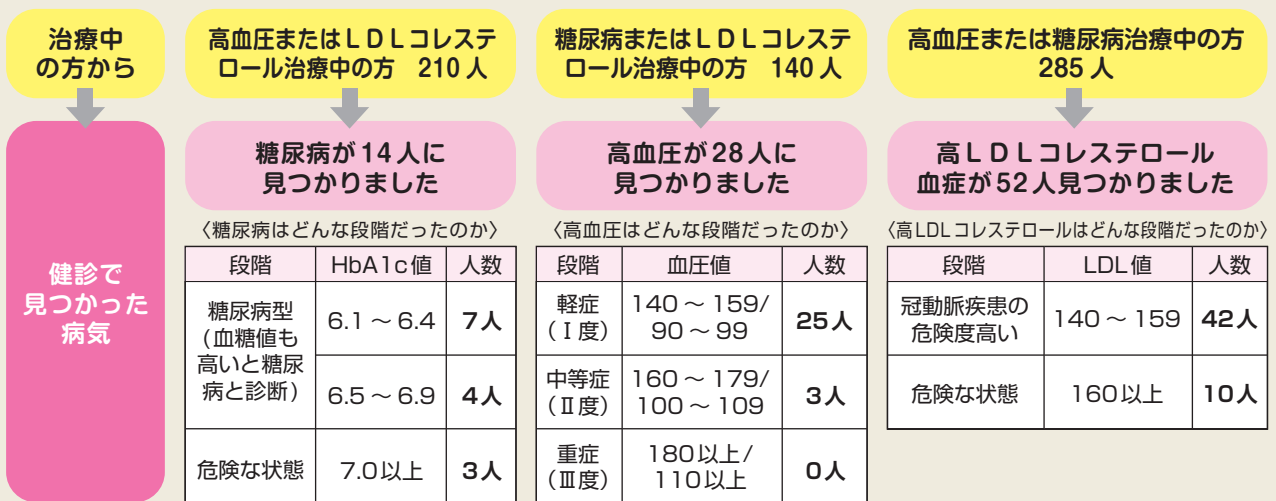 治療中
の方から
健診で
見つかった
病気
高血圧またはLDLコレステ
ロール治療中の方　210人
糖尿病が14人に
見つかりました
〈糖尿病はどんな段階だったのか〉
段階 HbA1c値 人数
糖尿病型
(血糖値も
高いと糖尿
病と診断)
6.1～6.4 7人
6.5～6.9 4人
危険な状態 7.0以上 3人
糖尿病またはLDLコレステ
ロール治療中の方　140人
高血圧が28人に
見つかりました
〈高血圧はどんな段階だったのか〉
段階 血圧値 人数
軽症
(Ⅰ度)
140～159/
90～99
25人
中等症
(Ⅱ度)
160～179/
100～109
3人
重症
(Ⅲ度)
180以上/
110以上
0人
高血圧または糖尿病治療中の方
285人
高LDLコレステロール
血症が52人見つかりました
〈高LDLコレステロールはどんな段階だったのか〉
段階 LDL値 人数
冠動脈疾患の
危険度高い
140～159 42人
危険な状態 160以上 10人